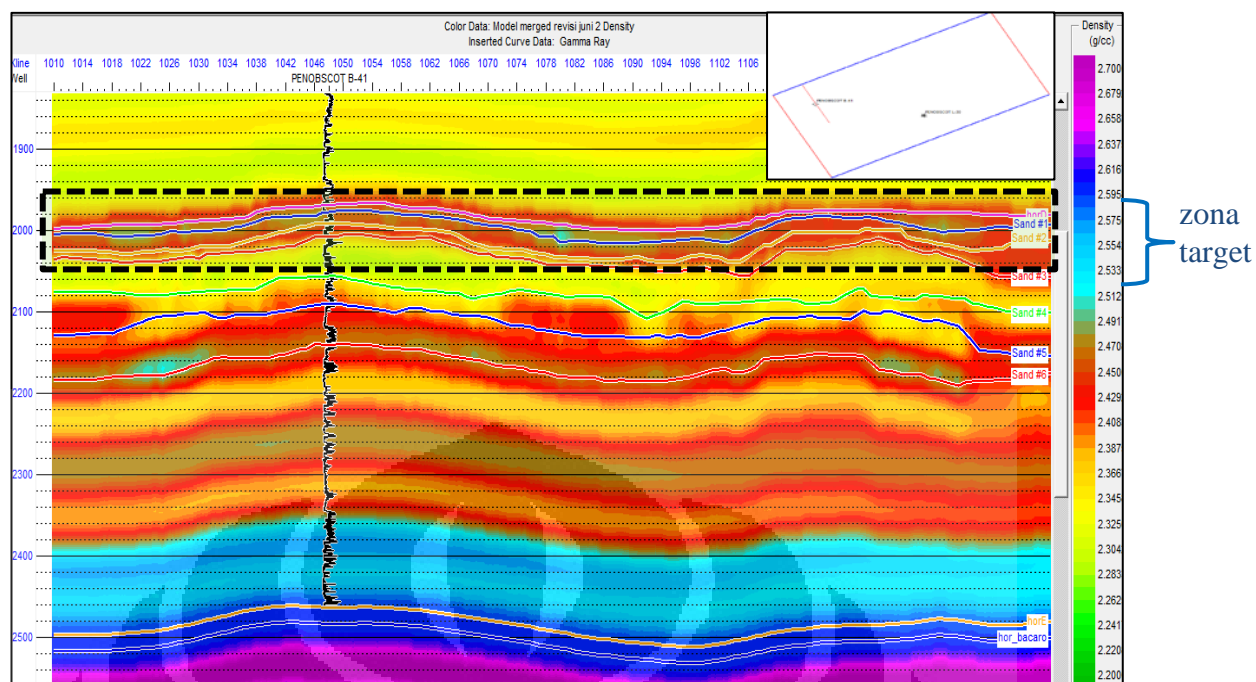 Color Data: Model merged revisi juni 2 Density
Inserted Curve Data: Gamma Ray
Xline 1010 1014 1018 1022 1026 1030 1034 1038 1042 1046 1050 1054 1058 1062 1066 1070 1074 1078 1082 1086 1090 1094 1098 1102 1106
Well PENOBSCOT B-41
PENOBSCOT B-41
PENOBSCOT L-30
Density
(g/cc)
2.700
2.679
2.658
2.637
2.616
2.595
2.575
2.554
2.533
2.512
2.491
2.470
2.450
2.429
2.408
2.387
2.366
2.345
2.325
2.304
2.283
2.262
2.241
2.220
2.200
1900
2000
2100
2200
2300
2400
2500
horD
Sand #1
Sand #2
Sand #3
Sand #4
Sand #5
Sand #6
horE
hor_bacaro
zona
target